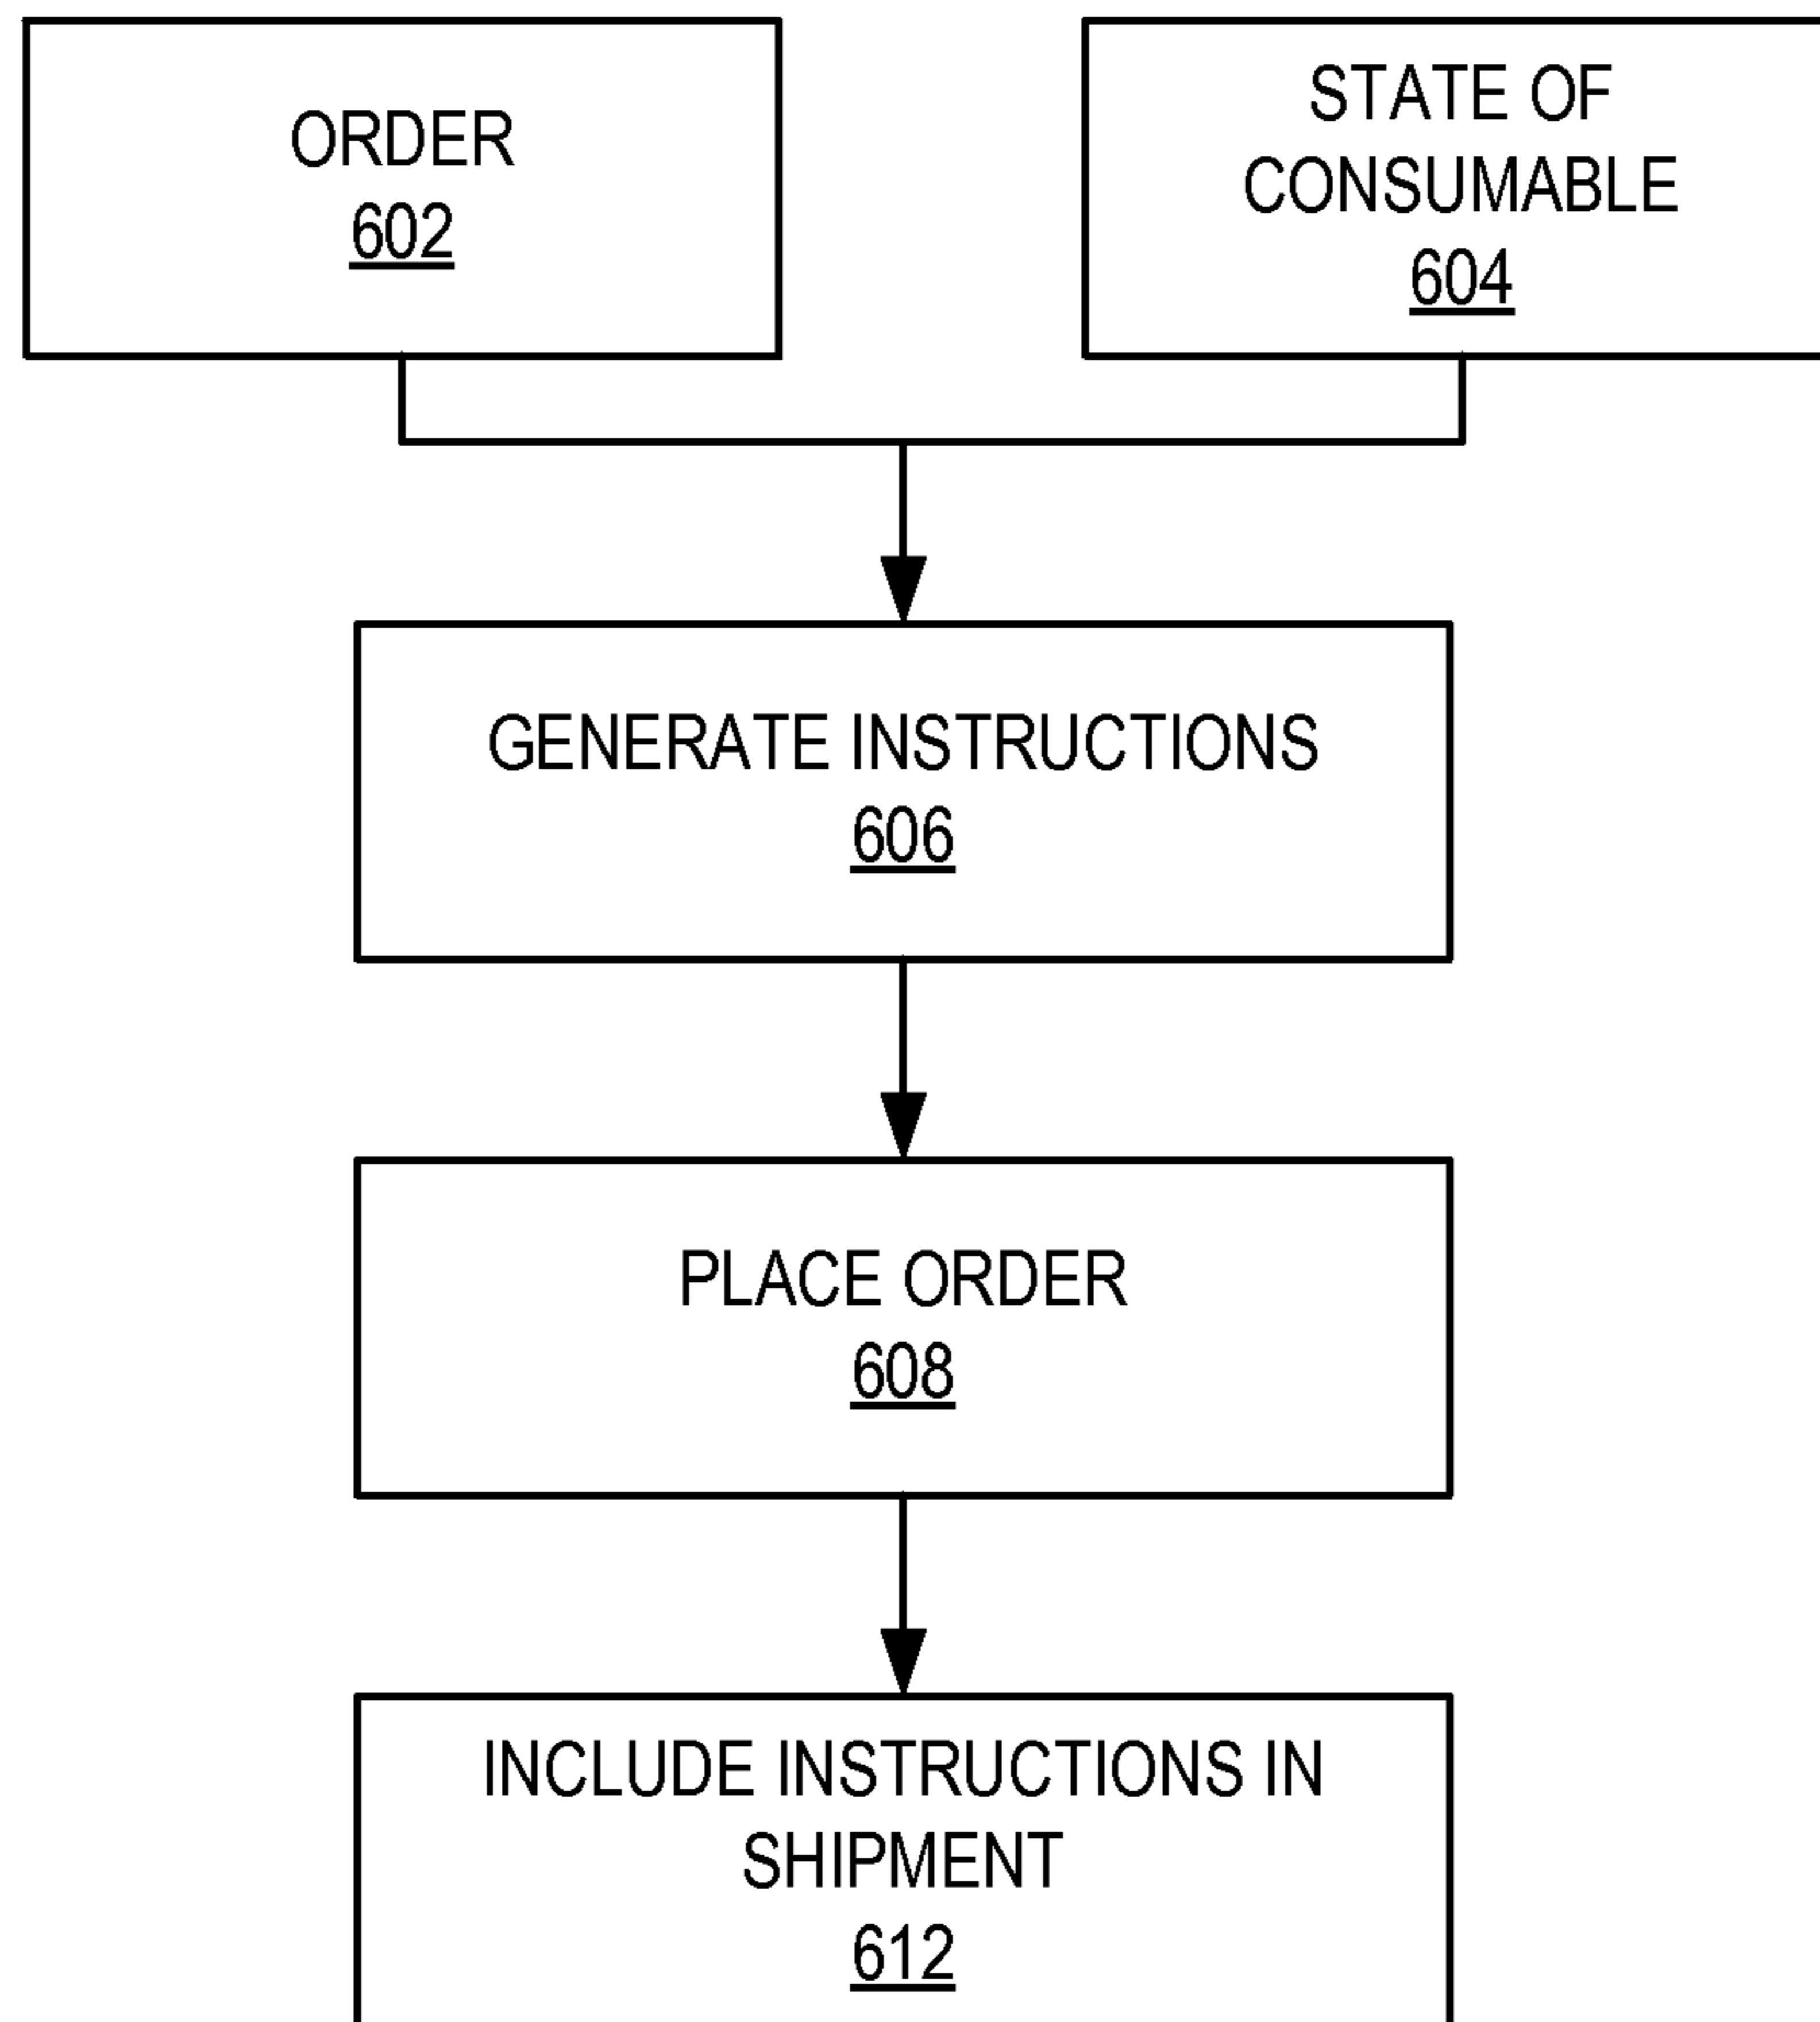 ORDER
602
STATE OF
CONSUMABLE
604
GENERATE INSTRUCTIONS
606
PLACE ORDER
608
INCLUDE INSTRUCTIONS IN
SHIPMENT
612